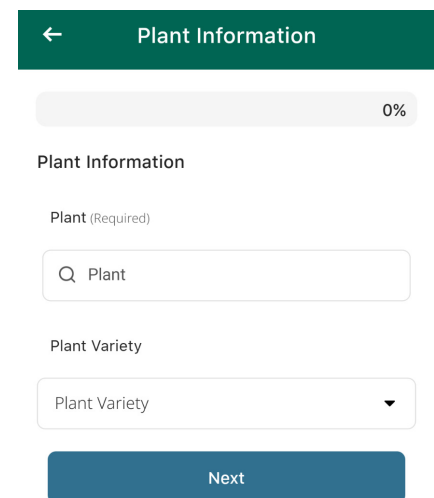 Plant Information
0%
Plant Information
Plant (Required)
Plant
Plant Variety
Plant Variety
Next